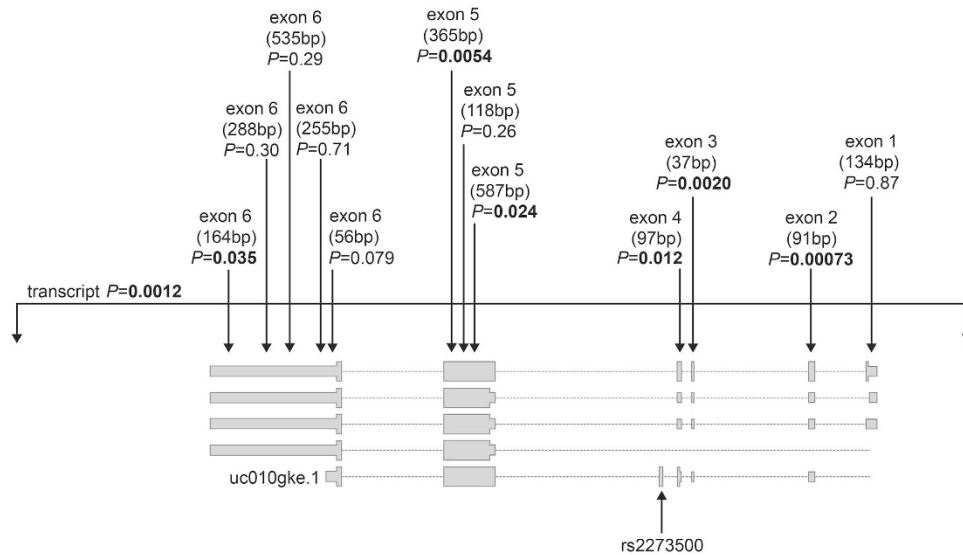 exon 6
(535bp)
P=0.29
exon 5
(365bp)
P=0.0054
exon 6
(288bp)
P=0.30
exon 6
(255bp)
P=0.71
exon 5
(118bp)
P=0.26
exon 3
(37bp)
P=0.0020
exon 1
(134bp)
P=0.87
exon 5
(587bp)
P=0.024
exon 6
(164bp)
P=0.035
exon 6
(56bp)
P=0.079
exon 4
(97bp)
P=0.012
exon 2
(91bp)
P=0.00073
transcript P=0.0012
uc010gke.1
rs2273500